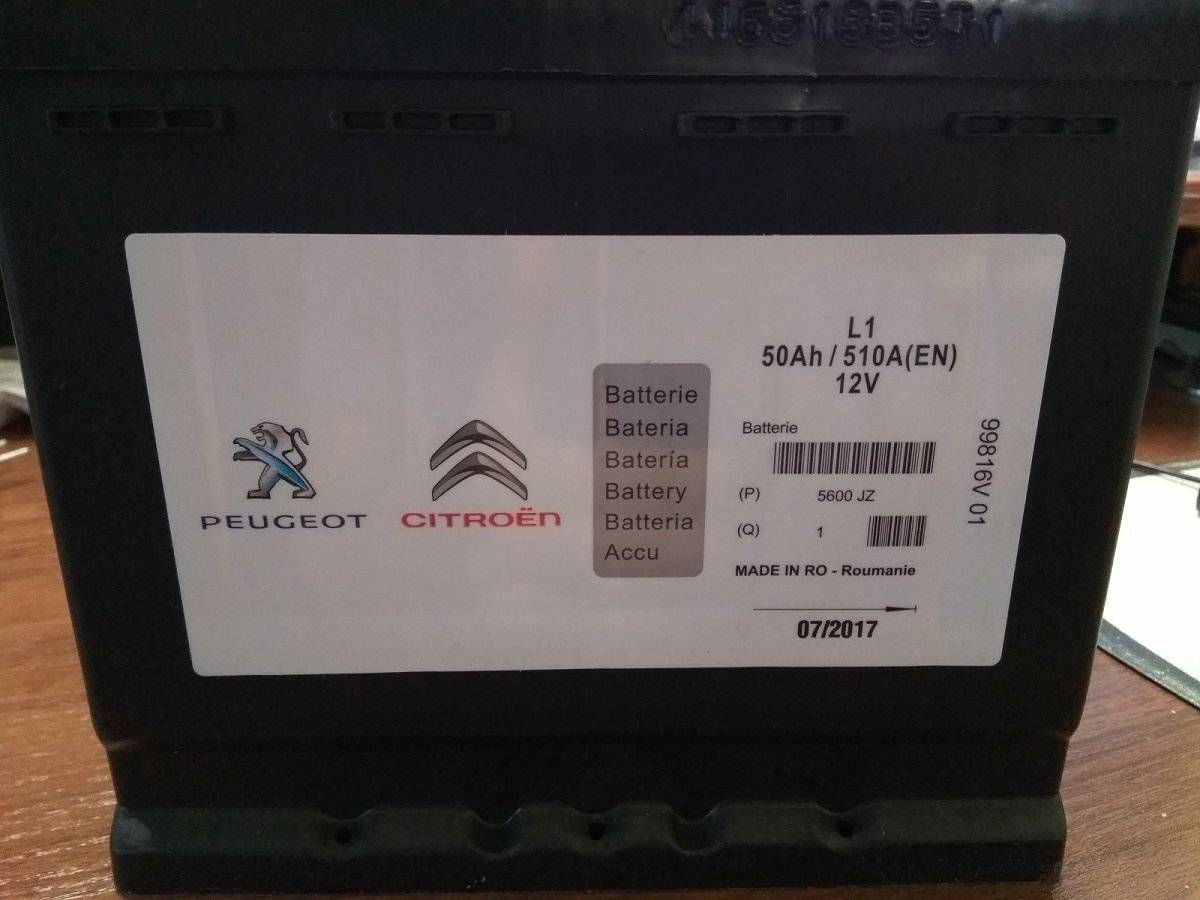 PEUGEOT
CITROËN
Batterie
Bateria
Batería
Battery
Batteria
Accu
L1
50Ah / 510A(EN)
12V
Batterie
(P) 5600 JZ
(Q) 1
MADE IN RO - Roumanie
07/2017
99816V 01